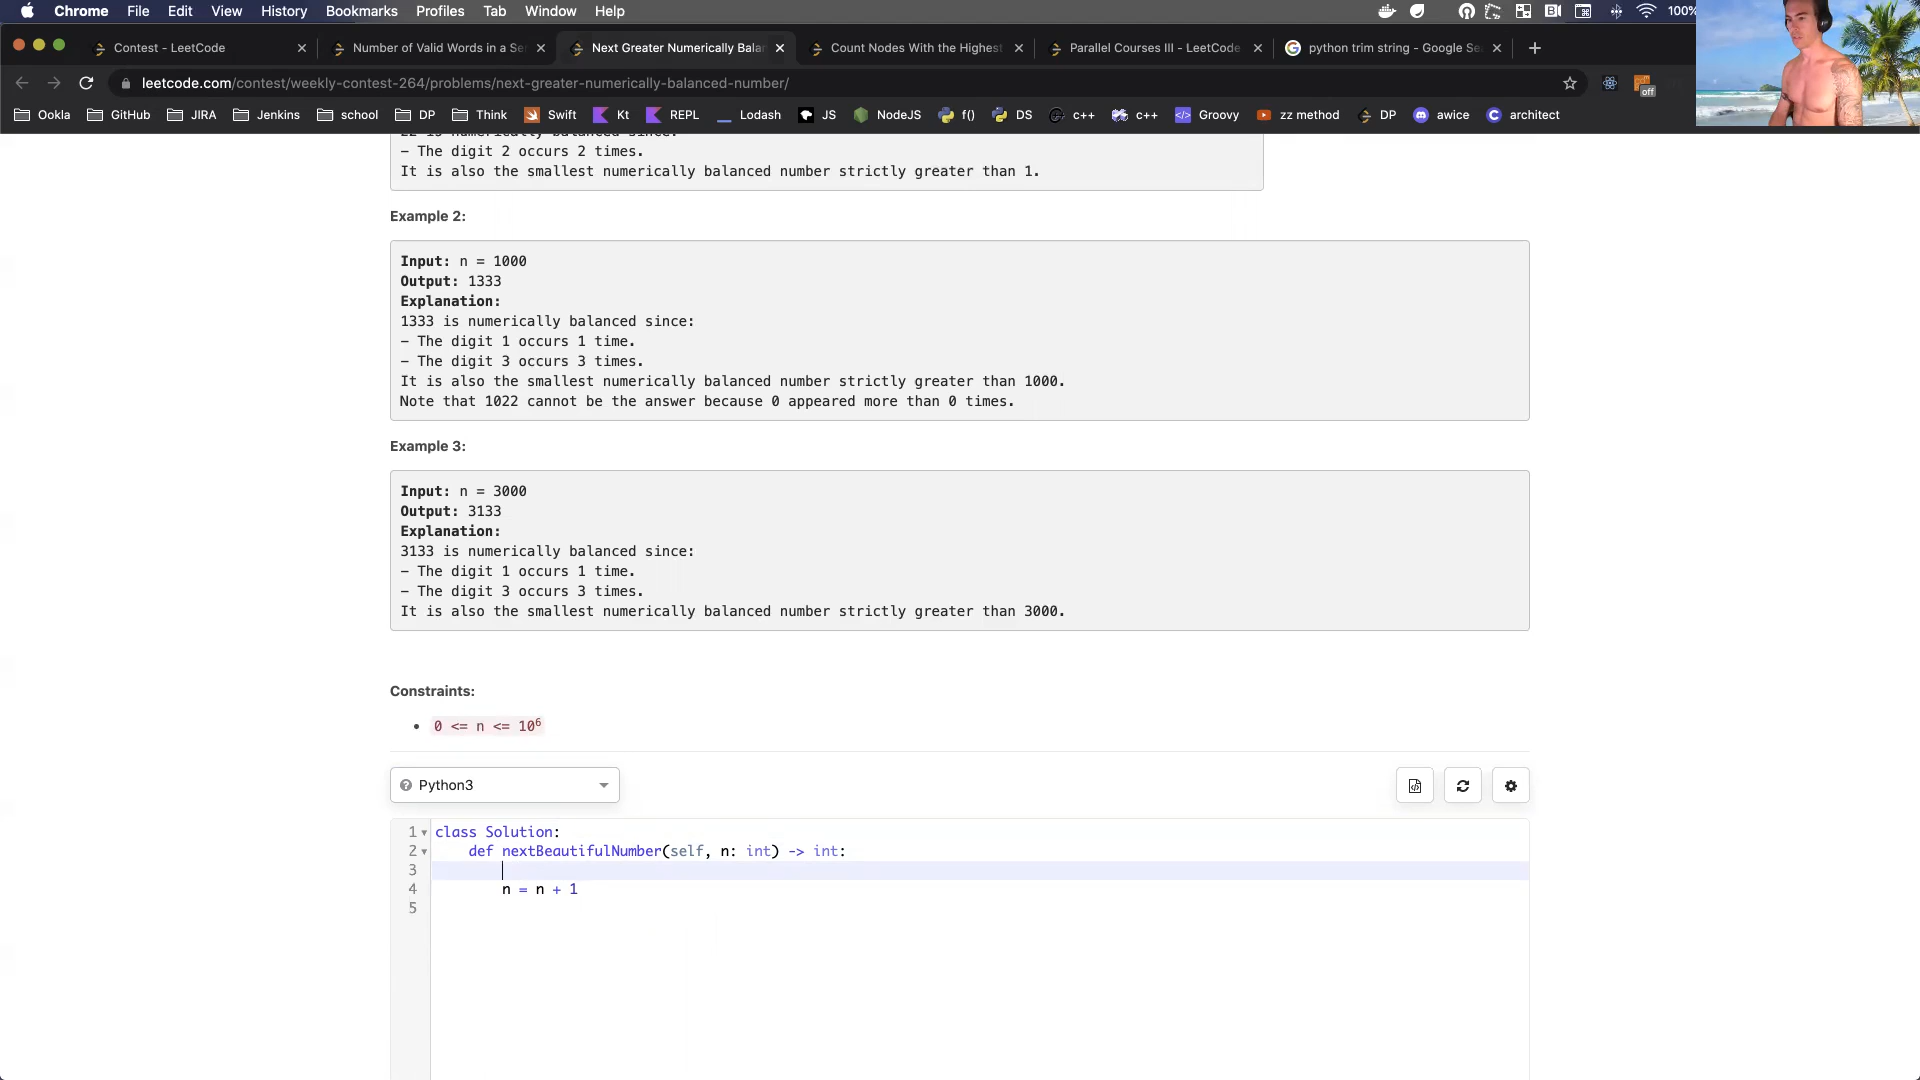 Chrome File Edit View History Bookmarks Profiles Tab Window Help 100%
Contest - LeetCode
Number of Valid Words in a Se
Next Greater Numerically Bala
Count Nodes With the Highest
Parallel Courses III - LeetCode
python trim string - Google Se
leetcode.com/contest/weekly-contest-264/problems/next-greater-numerically-balanced-number/
off
Ookla GitHub JIRA Jenkins school DP Think Swift Kt REPL Lodash JS NodeJS f() DS c++ c++ Groovy zz method DP awice architect
22 is numerically balanced since:
- The digit 2 occurs 2 times.
It is also the smallest numerically balanced number strictly greater than 1.
Example 2:
Input: n = 1000
Output: 1333
Explanation:
1333 is numerically balanced since:
- The digit 1 occurs 1 time.
- The digit 3 occurs 3 times.
It is also the smallest numerically balanced number strictly greater than 1000.
Note that 1022 cannot be the answer because 0 appeared more than 0 times.
Example 3:
Input: n = 3000
Output: 3133
Explanation:
3133 is numerically balanced since:
- The digit 1 occurs 1 time.
- The digit 3 occurs 3 times.
It is also the smallest numerically balanced number strictly greater than 3000.
Constraints:
• 0 <= n <= 10⁶
Python3
1 class Solution:
2 def nextBeautifulNumber(self, n: int) -> int:
3
4 n = n + 1
5